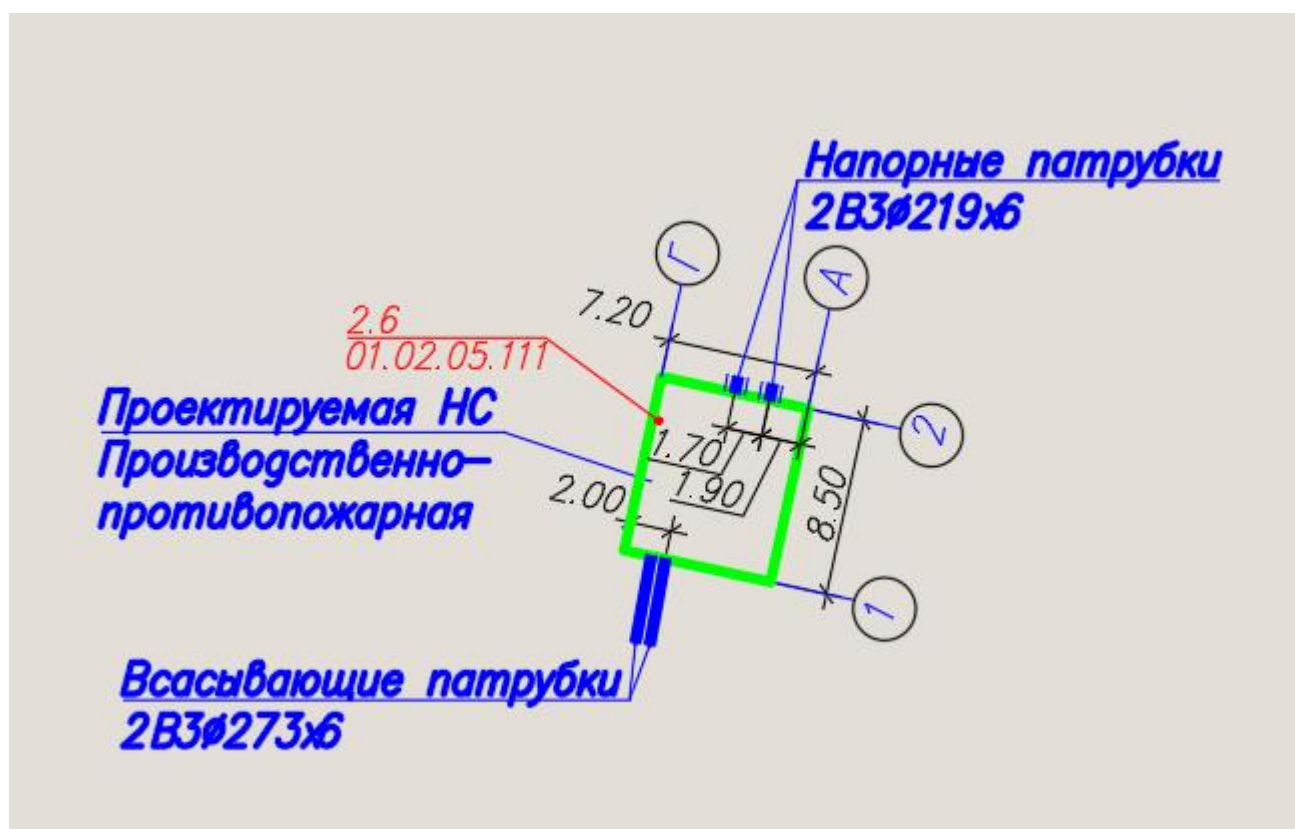 Напорные патрубки
2В3ø219х6
Г
А
7.20
2.6
01.02.05.111
Проектируемая НС
Производственно-
противопожарная
1.70
1.90
2.00
8.50
2
1
Всасывающие патрубки
2В3ø273х6